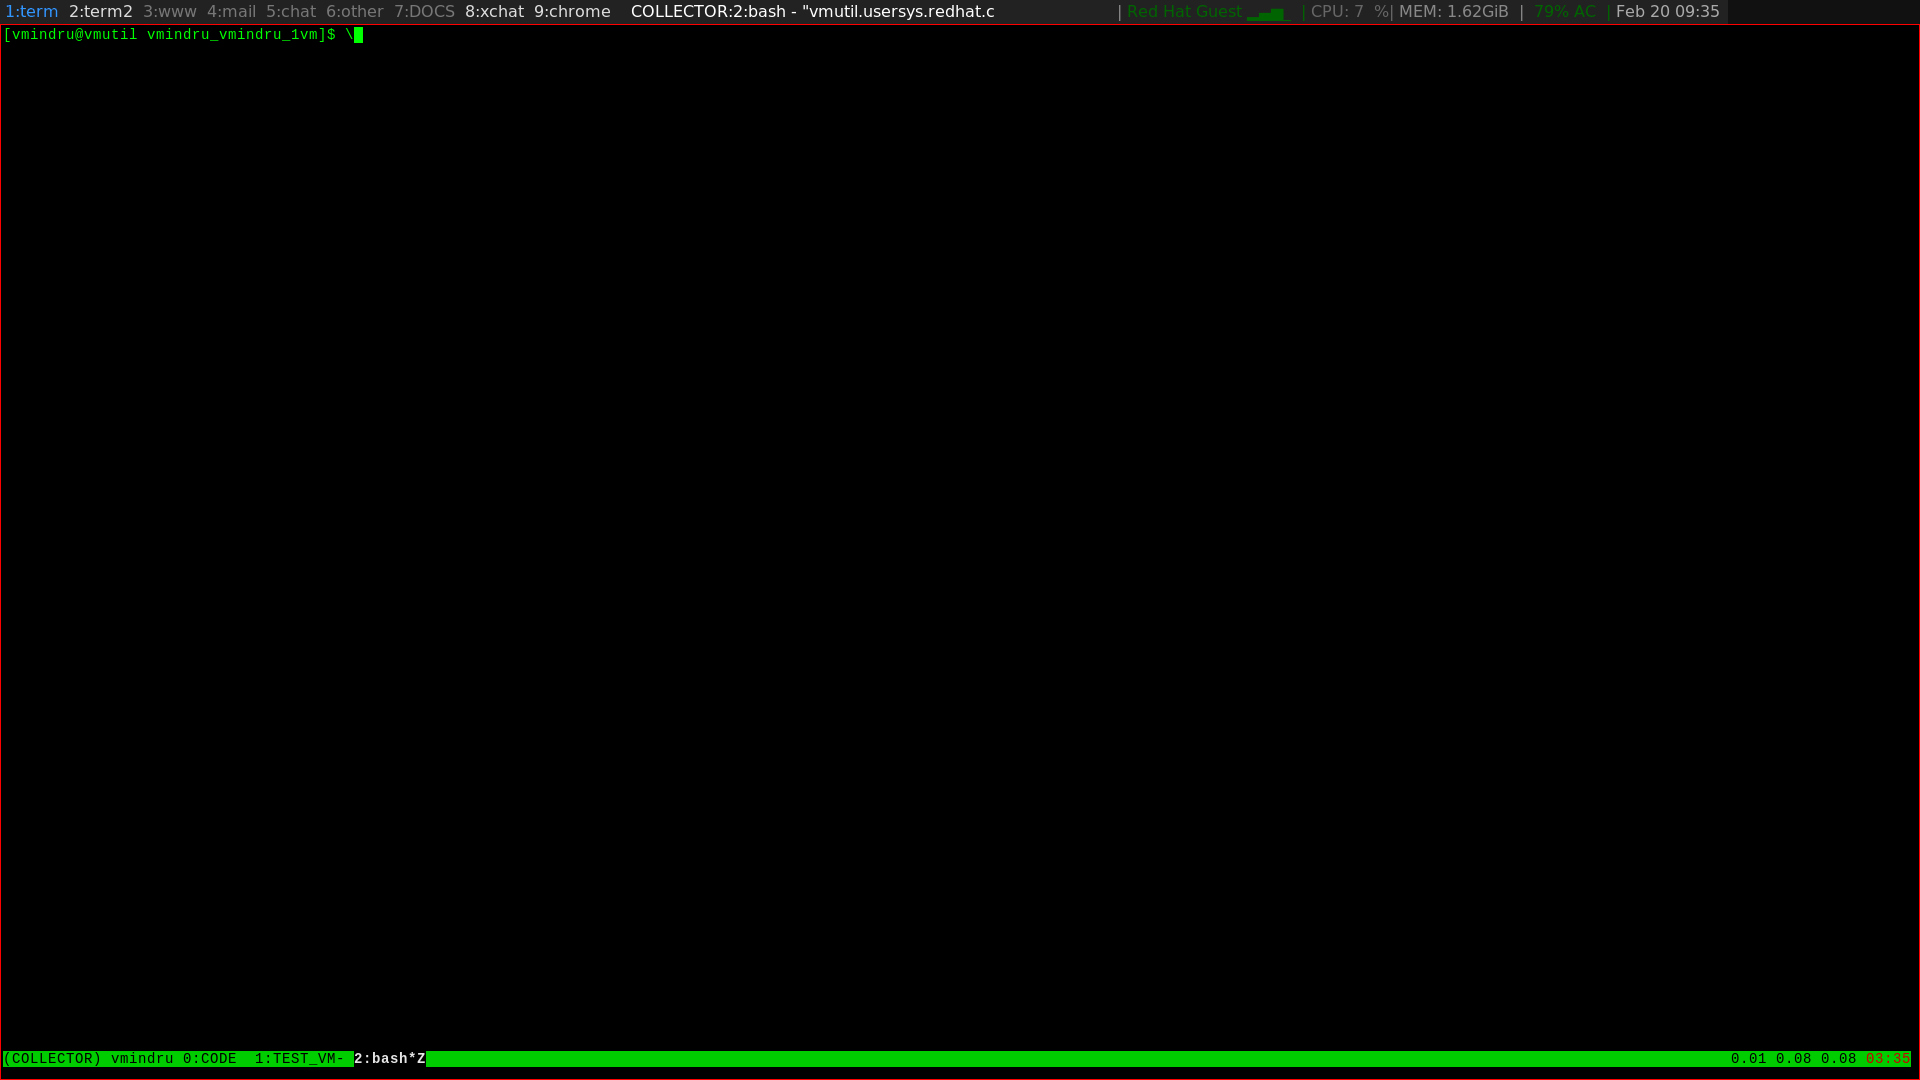 1:term 2:term2 3:www 4:mail 5:chat 6:other 7:DOCS 8:xchat 9:chrome COLLECTOR:2:bash - "vmutil.usersys.redhat.c | Red Hat Guest ▂▄▆_ | CPU: 7 %| MEM: 1.62GiB | 79% AC | Feb 20 09:35
[vmindru@vmutil vmindru_vmindru_1vm]$ \
(COLLECTOR) vmindru 0:CODE 1:TEST_VM- 2:bash*Z 0.01 0.08 0.08 03:35